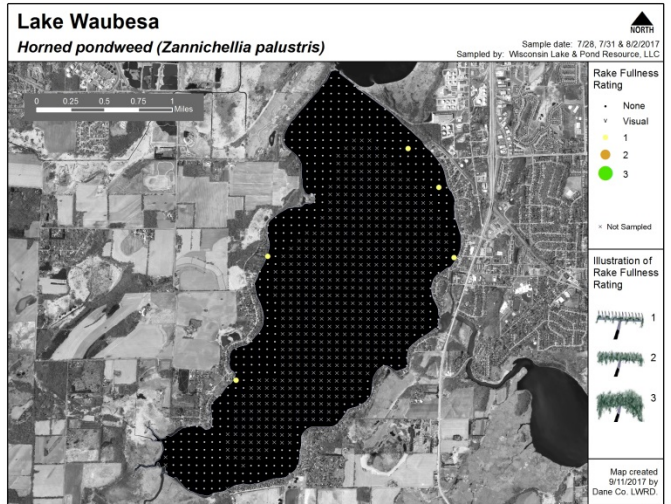 Lake Waubesa
Horned pondweed (Zannichellia palustris)
NORTH
Sample date: 7/28, 7/31 & 8/2/2017
Sampled by: Wisconsin Lake & Pond Resource, LLC
0 0.25 0.5 0.75 1
Miles
Rake Fullness
Rating
None
v Visual
1
2
3
× Not Sampled
Illustration of
Rake Fullness
Rating
1
2
3
Map created
9/11/2017 by
Dane Co. LWRD.